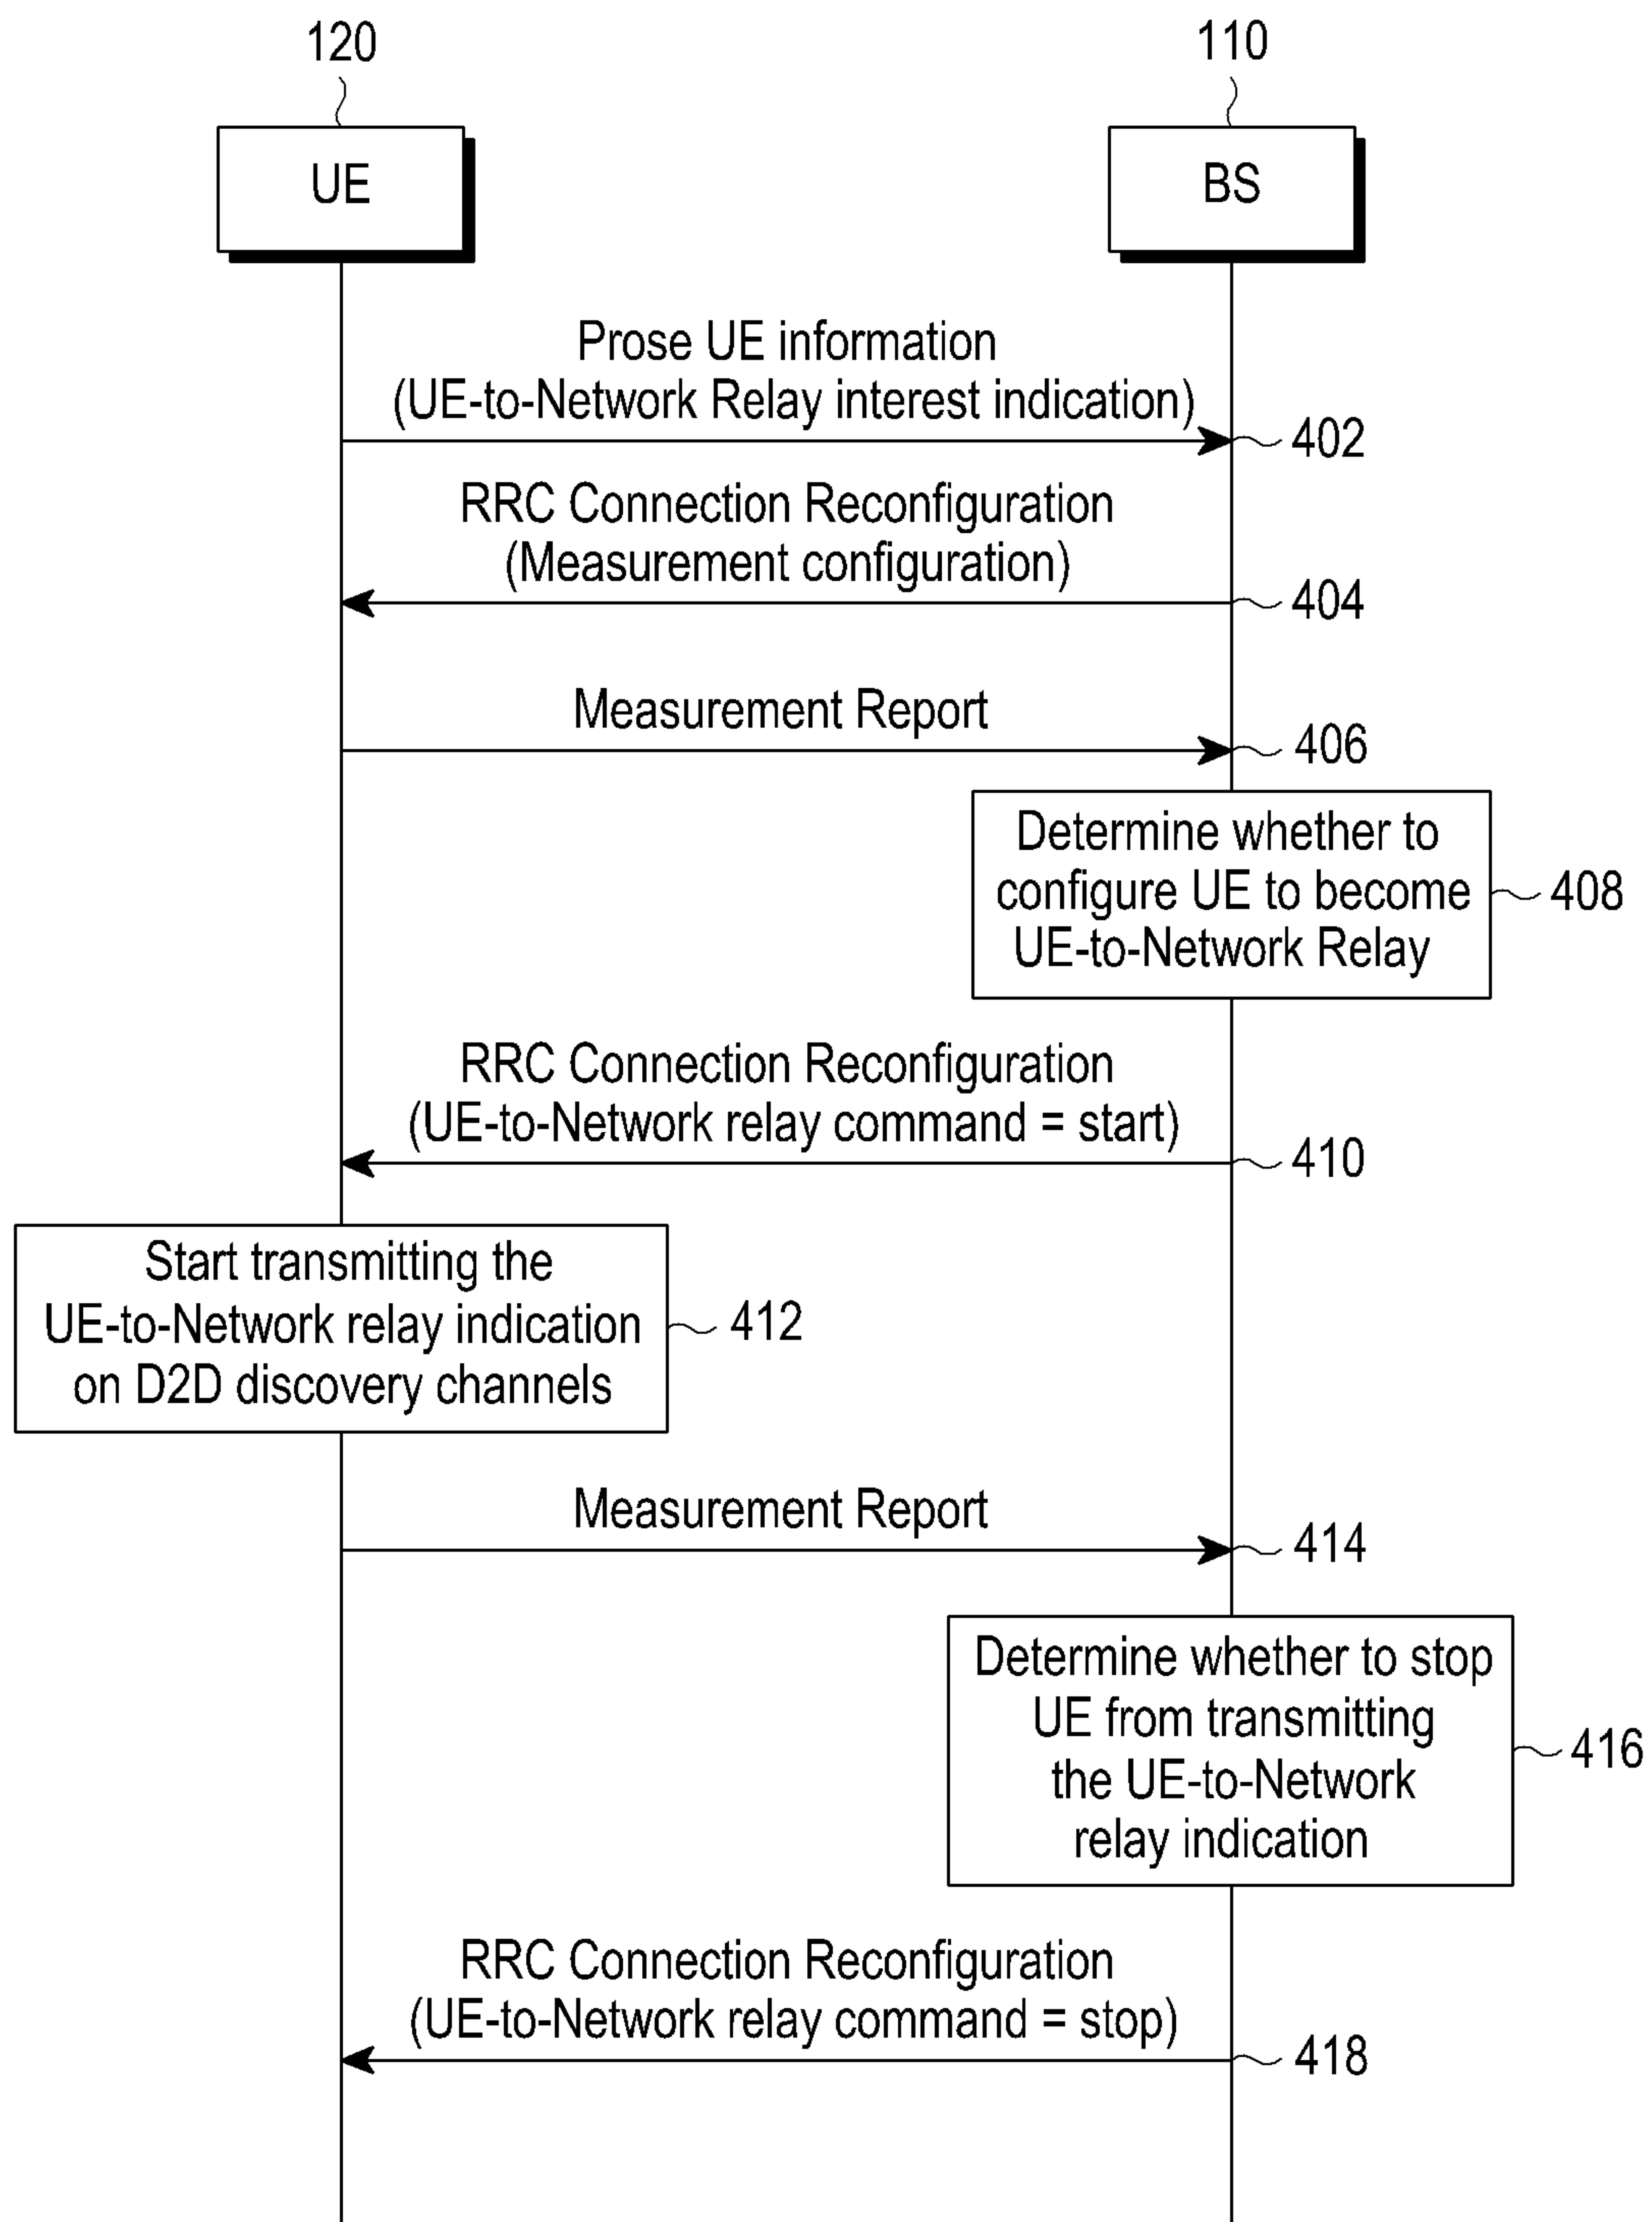 120
110
UE
BS
Prose UE information
(UE-to-Network Relay interest indication)
402
RRC Connection Reconfiguration
(Measurement configuration)
404
Measurement Report
406
Determine whether to
configure UE to become
UE-to-Network Relay
408
RRC Connection Reconfiguration
(UE-to-Network relay command = start)
410
Start transmitting the
UE-to-Network relay indication
on D2D discovery channels
412
Measurement Report
414
Determine whether to stop
UE from transmitting
the UE-to-Network
relay indication
416
RRC Connection Reconfiguration
(UE-to-Network relay command = stop)
418